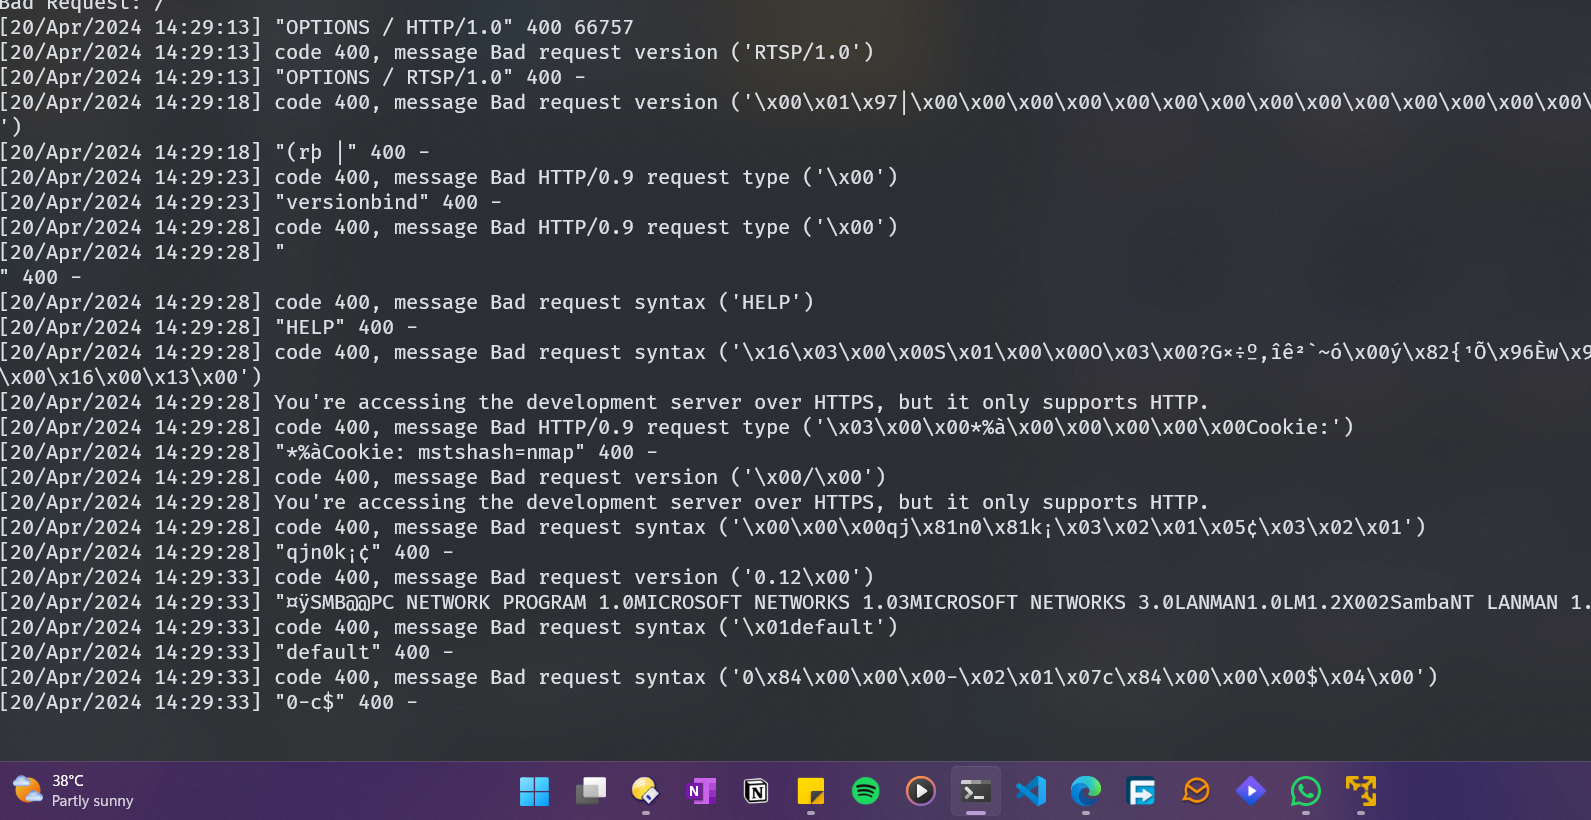 Bad Request: /
[20/Apr/2024 14:29:13] "OPTIONS / HTTP/1.0" 400 66757
[20/Apr/2024 14:29:13] code 400, message Bad request version ('RTSP/1.0')
[20/Apr/2024 14:29:13] "OPTIONS / RTSP/1.0" 400 -
[20/Apr/2024 14:29:18] code 400, message Bad request version ('\x00\x01\x97|\x00\x00\x00\x00\x00\x00\x00\x00\x00\x00\x00\x00\x00\x00\
')
[20/Apr/2024 14:29:18] "(rþ |" 400 -
[20/Apr/2024 14:29:23] code 400, message Bad HTTP/0.9 request type ('\x00')
[20/Apr/2024 14:29:23] "versionbind" 400 -
[20/Apr/2024 14:29:28] code 400, message Bad HTTP/0.9 request type ('\x00')
[20/Apr/2024 14:29:28] "
" 400 -
[20/Apr/2024 14:29:28] code 400, message Bad request syntax ('HELP')
[20/Apr/2024 14:29:28] "HELP" 400 -
[20/Apr/2024 14:29:28] code 400, message Bad request syntax ('\x16\x03\x00\x00S\x01\x00\x00O\x03\x00?G×÷º,îê²`~ó\x00ý\x82{¹Õ\x96Èw\x9
\x00\x16\x00\x13\x00')
[20/Apr/2024 14:29:28] You're accessing the development server over HTTPS, but it only supports HTTP.
[20/Apr/2024 14:29:28] code 400, message Bad HTTP/0.9 request type ('\x03\x00\x00*%à\x00\x00\x00\x00\x00Cookie:')
[20/Apr/2024 14:29:28] "*%àCookie: mstshash=nmap" 400 -
[20/Apr/2024 14:29:28] code 400, message Bad request version ('\x00/\x00')
[20/Apr/2024 14:29:28] You're accessing the development server over HTTPS, but it only supports HTTP.
[20/Apr/2024 14:29:28] code 400, message Bad request syntax ('\x00\x00\x00qj\x81n0\x81k¡\x03\x02\x01\x05¢\x03\x02\x01')
[20/Apr/2024 14:29:28] "qjn0k¡¢" 400 -
[20/Apr/2024 14:29:33] code 400, message Bad request version ('0.12\x00')
[20/Apr/2024 14:29:33] "¤ÿSMB@@PC NETWORK PROGRAM 1.0MICROSOFT NETWORKS 1.03MICROSOFT NETWORKS 3.0LANMAN1.0LM1.2X002SambaNT LANMAN 1.
[20/Apr/2024 14:29:33] code 400, message Bad request syntax ('\x01default')
[20/Apr/2024 14:29:33] "default" 400 -
[20/Apr/2024 14:29:33] code 400, message Bad request syntax ('0\x84\x00\x00\x00-\x02\x01\x07c\x84\x00\x00\x00$\x04\x00')
[20/Apr/2024 14:29:33] "0-c$" 400 -
38°C
Partly sunny